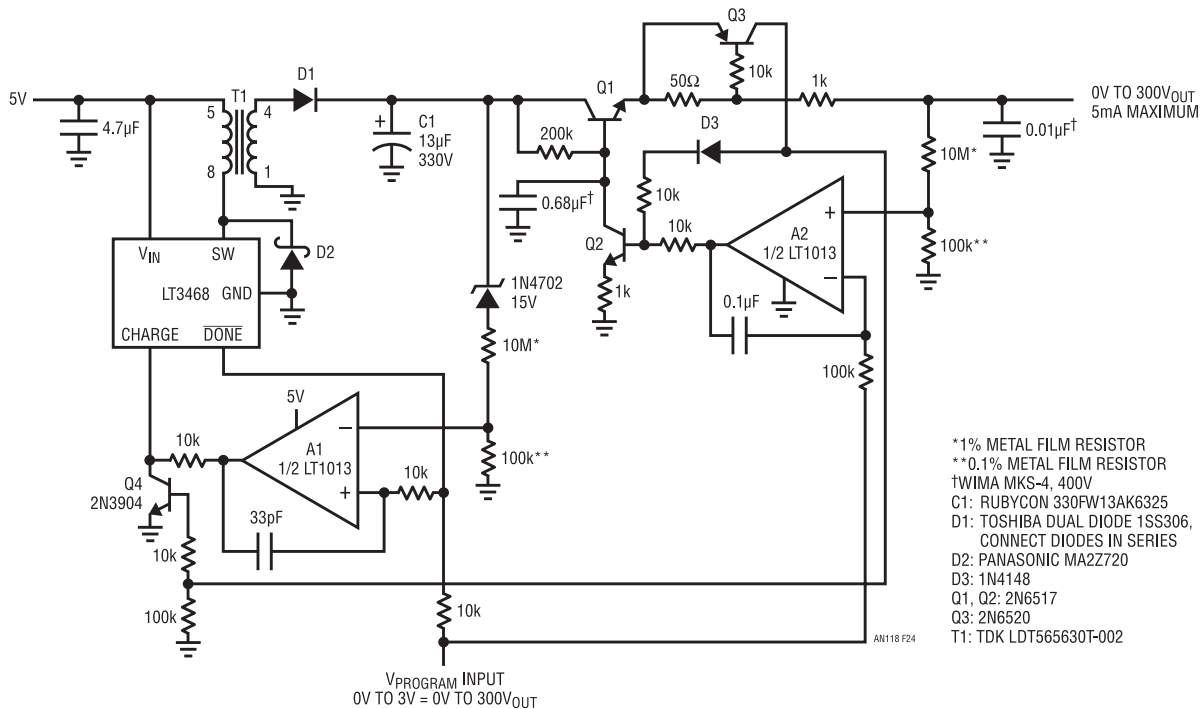 Q3
D1
T1
Q1
50Ω
10k
1k
5V
5
4
0V TO 300VOUT
5mA MAXIMUM
4.7µF
+
C1
13µF
330V
200k
D3
0.01µF†
8
1
10M*
0.68µF†
10k
10k
+
A2
1/2 LT1013
−
Q2
100k**
VIN
SW
D2
LT3468
GND
1N4702
15V
1k
0.1µF
CHARGE
DONE
10M*
100k
5V
10k
A1
1/2 LT1013
−
+
10k
100k**
Q4
2N3904
33pF
10k
100k
10k
*1% METAL FILM RESISTOR
**0.1% METAL FILM RESISTOR
†WIMA MKS-4, 400V
C1: RUBYCON 330FW13AK6325
D1: TOSHIBA DUAL DIODE 1SS306,
CONNECT DIODES IN SERIES
D2: PANASONIC MA2Z720
D3: 1N4148
Q1, Q2: 2N6517
Q3: 2N6520
T1: TDK LDT565630T-002
AN118 F24
VPROGRAM INPUT
0V TO 3V = 0V TO 300VOUT